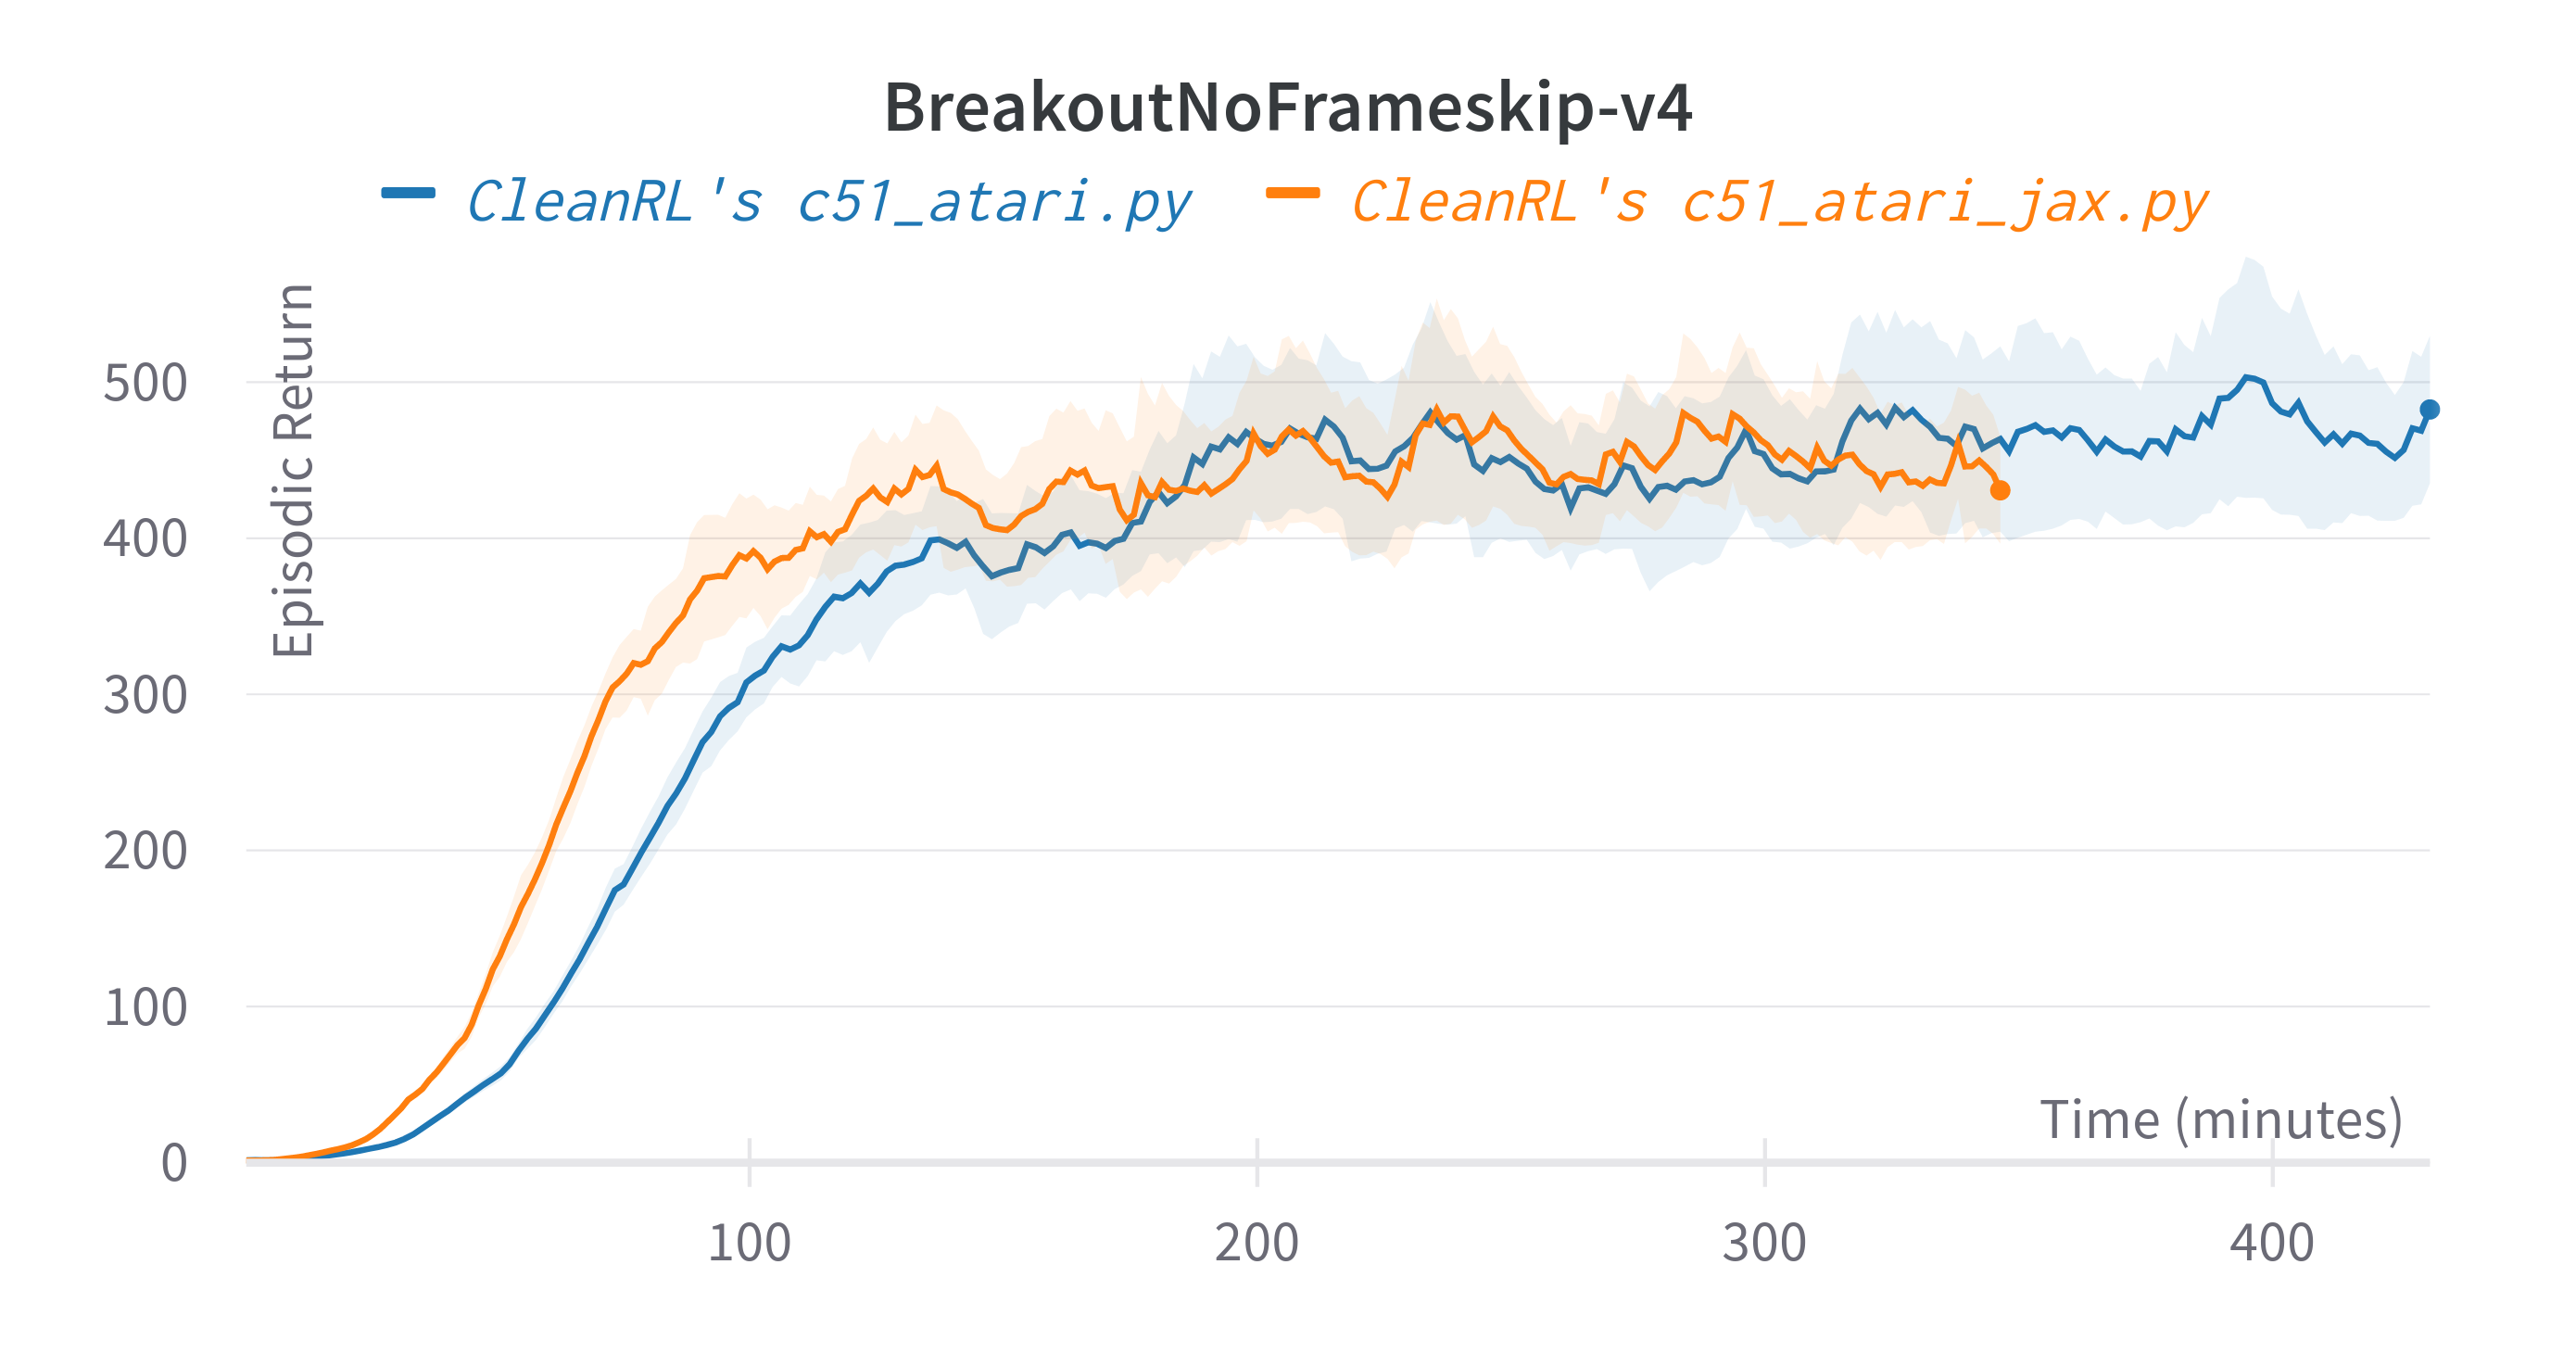 BreakoutNoFrameskip-v4
CleanRL's c51_atari.py CleanRL's c51_atari_jax.py
Episodic Return
500
400
300
200
100
0
Time (minutes)
100 200 300 400